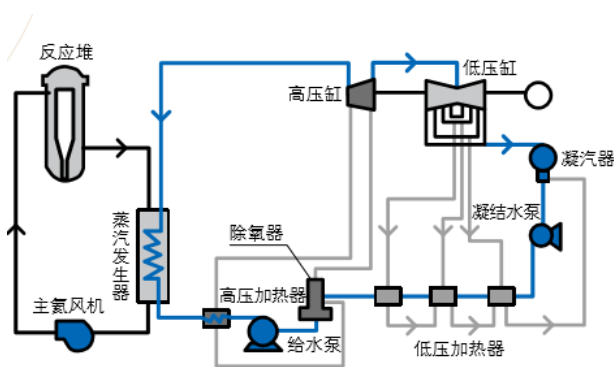 反应堆
低压缸
高压缸
凝汽器
蒸汽发生器
凝结水泵
除氧器
高压加热器
主氦风机
给水泵
低压加热器